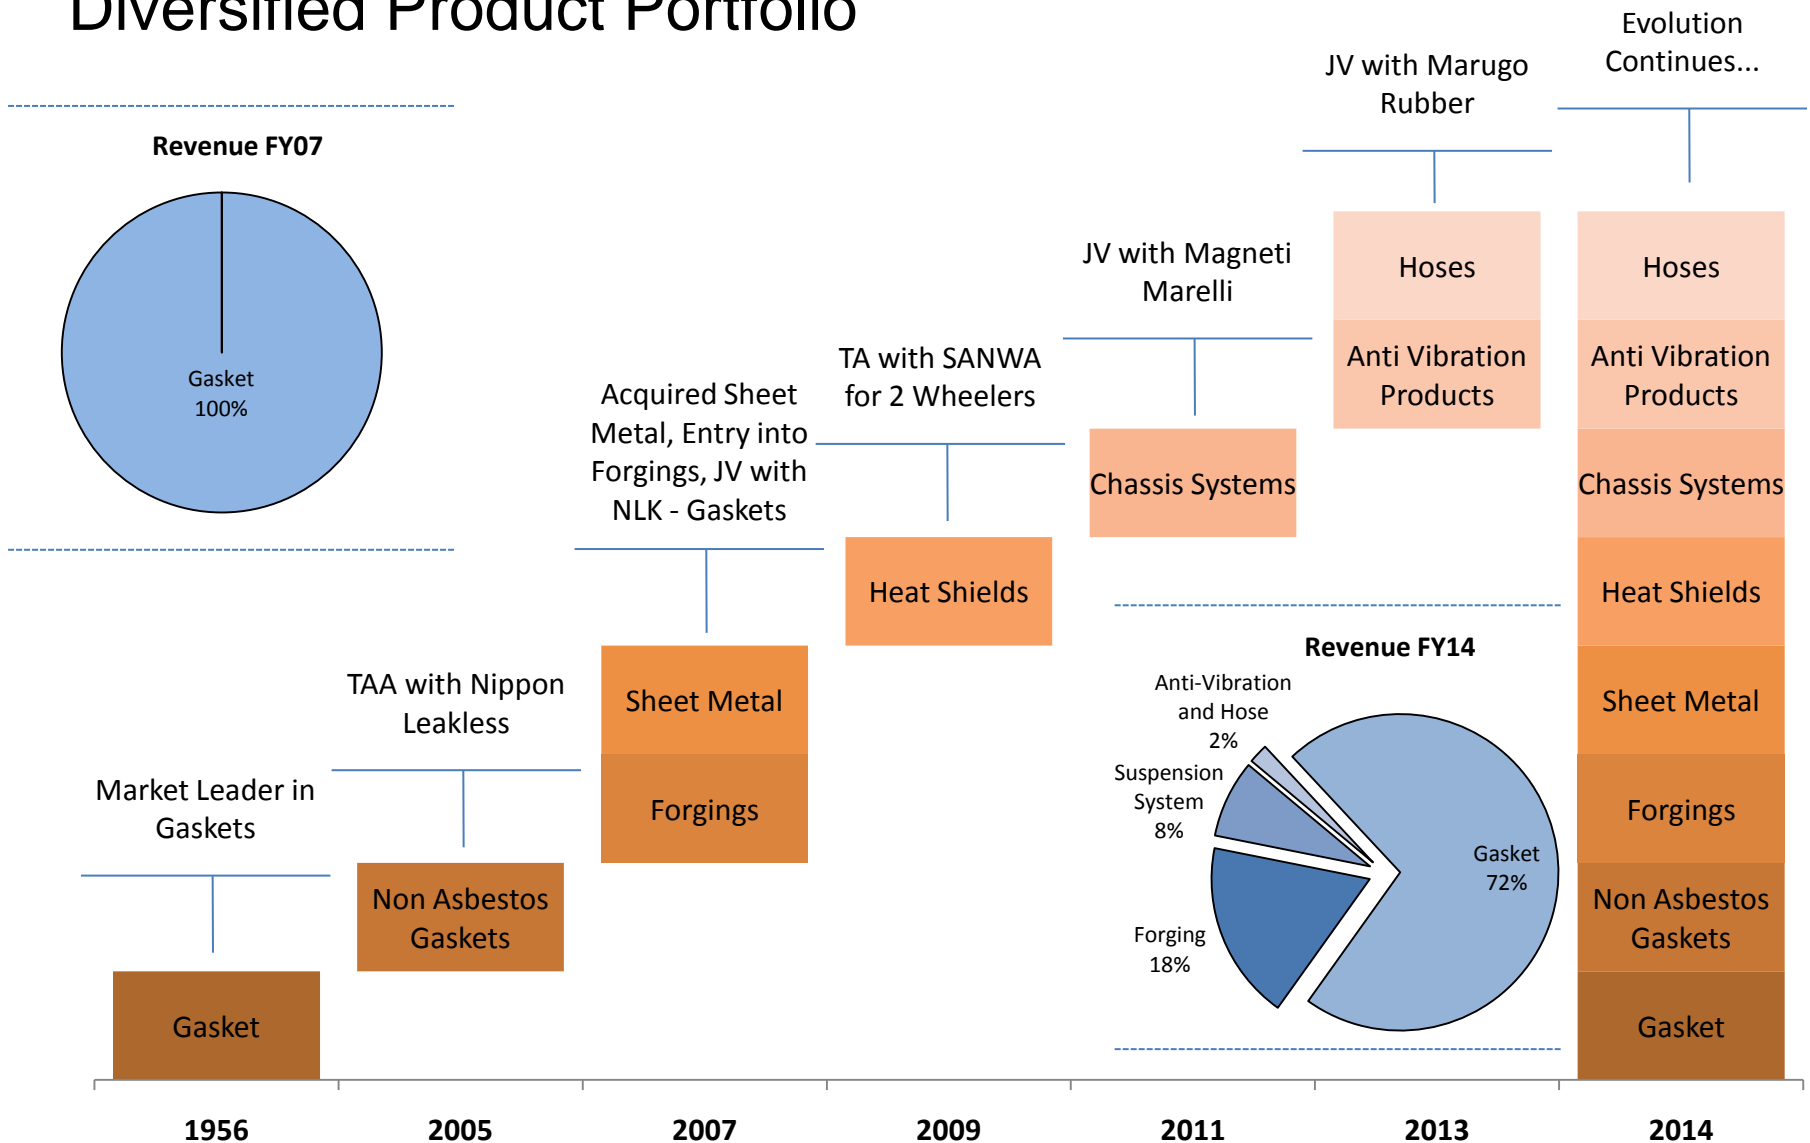 Diversified Product Portfolio
Revenue FY07
Gasket
100%
Market Leader in
Gaskets
Gasket
TAA with Nippon
Leakless
Non Asbestos
Gaskets
Acquired Sheet
Metal, Entry into
Forgings, JV with
NLK - Gaskets
Sheet Metal
Forgings
TA with SANWA
for 2 Wheelers
Heat Shields
JV with Magneti
Marelli
Chassis Systems
JV with Marugo
Rubber
Hoses
Anti Vibration
Products
Evolution
Continues...
Hoses
Anti Vibration
Products
Chassis Systems
Heat Shields
Sheet Metal
Forgings
Non Asbestos
Gaskets
Gasket
Revenue FY14
Anti-Vibration
and Hose
2%
Suspension
System
8%
Forging
18%
Gasket
72%
1956
2005
2007
2009
2011
2013
2014